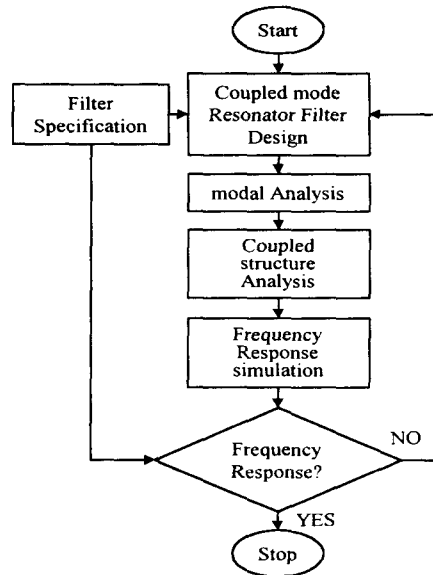 Start
Filter
Specification
Coupled mode
Resonator Filter
Design
modal Analysis
Coupled
structure
Analysis
Frequency
Response
simulation
Frequency
Response?
NO
YES
Stop